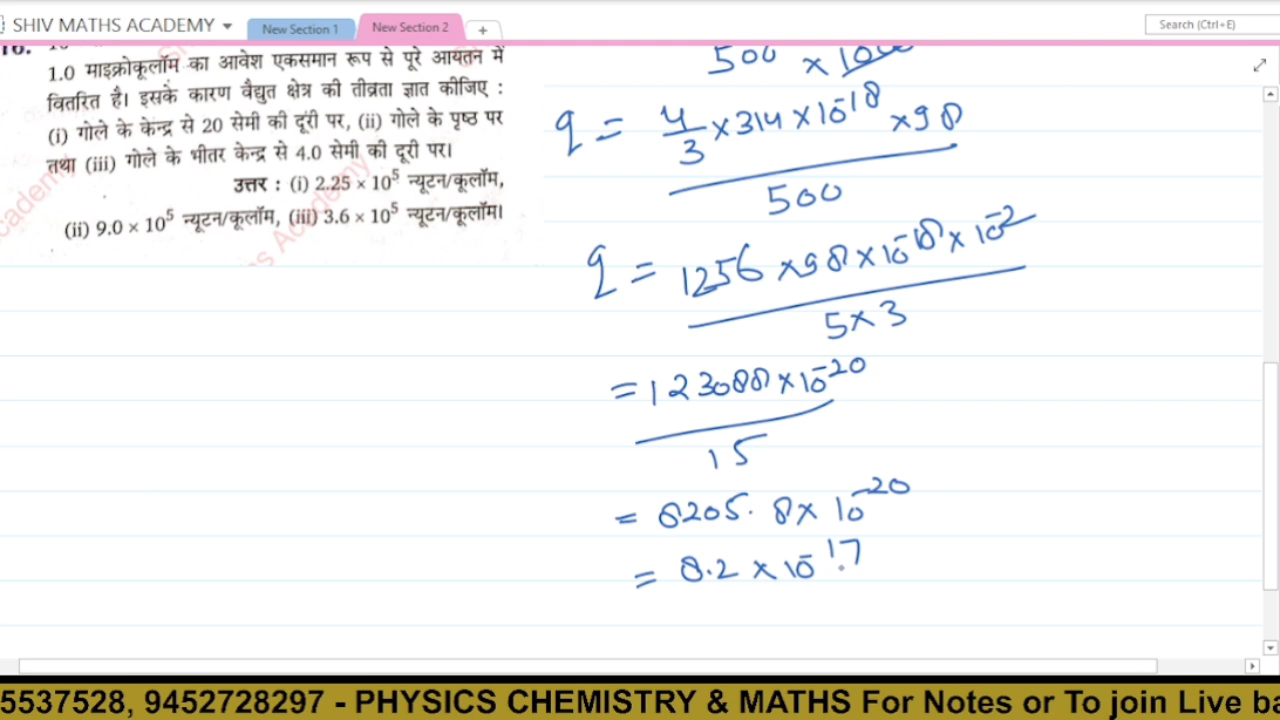 SHIV MATHS ACADEMY
New Section 1
New Section 2
Search (Ctrl+E)
16.
1.0 माइक्रोकूलॉम का आवेश एकसमान रूप से पूरे आयतन में
वितरित है। इसके कारण वैद्युत क्षेत्र की तीव्रता ज्ञात कीजिए :
(i) गोले के केन्द्र से 20 सेमी की दूरी पर, (ii) गोले के पृष्ठ पर
तथा (iii) गोले के भीतर केन्द्र से 4.0 सेमी की दूरी पर।
उत्तर : (i) 2.25 × 10⁵ न्यूटन/कूलॉम,
(ii) 9.0 × 10⁵ न्यूटन/कूलॉम, (iii) 3.6 × 10⁵ न्यूटन/कूलॉम।
500 ×
q = 4/3 × 314 × 10⁻¹⁸ × 98
500
q = 1256 × 98 × 10⁻¹⁸ × 10⁻²
5 × 3
= 123088 × 10⁻²⁰
15
= 8205.8 × 10⁻²⁰
= 8.2 × 10⁻¹⁷
5537528, 9452728297 - PHYSICS CHEMISTRY & MATHS For Notes or To join Live ba